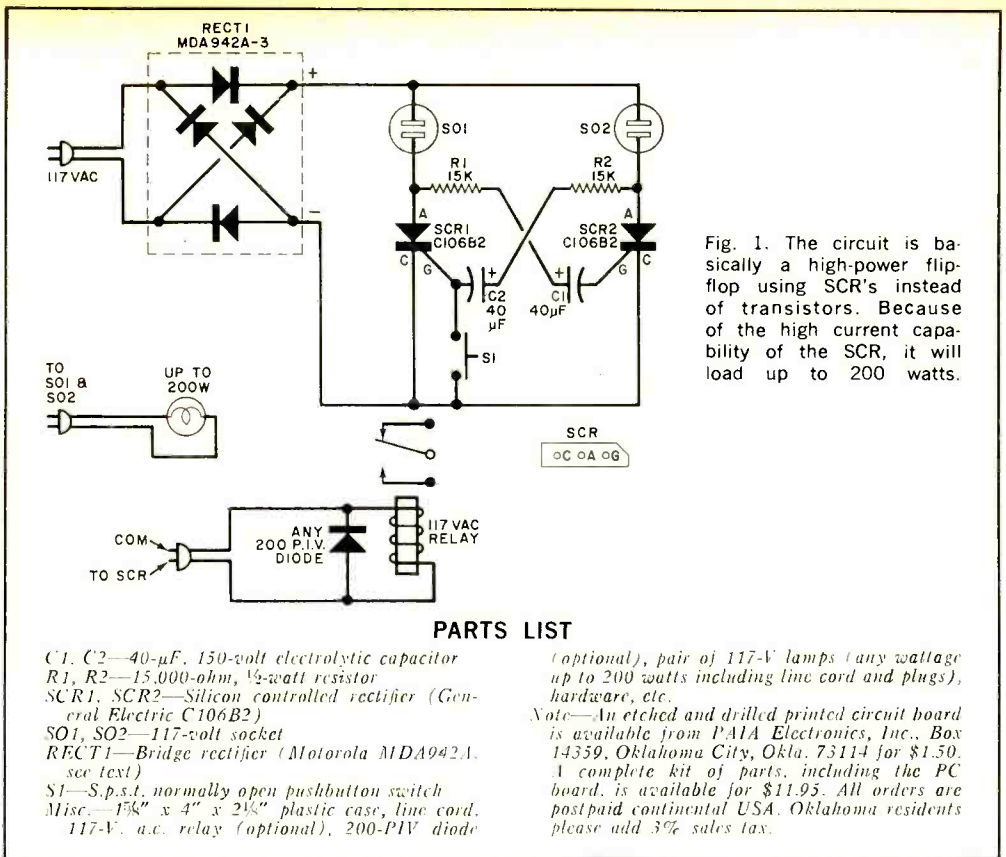 RECT1
MDA942A-3
+
117 VAC
−
SO1
SO2
R1
15K
R2
15K
A
SCR1
C106B2
C
G
+
C2
40
µF
+
C1
40µF
A
SCR2
C106B2
G
C
S1
Fig. 1. The circuit is ba-
sically a high-power flip-
flop using SCR's instead
of transistors. Because
of the high current capa-
bility of the SCR, it will
load up to 200 watts.
TO
SO1 &
SO2
UP TO
200W
SCR
C A G
COM
TO SCR
ANY
200 P.I.V.
DIODE
117 VAC
RELAY
PARTS LIST
C1, C2—40-µF, 150-volt electrolytic capacitor
R1, R2—15,000-ohm, ½-watt resistor
SCR1, SCR2—Silicon controlled rectifier (Gen-
eral Electric C106B2)
SO1, SO2—117-volt socket
RECT1—Bridge rectifier (Motorola MDA942A,
see text)
S1—S.p.s.t. normally open pushbutton switch
Misc.—1⅝" x 4" x 2⅛" plastic case, line cord,
117-V, a.c. relay (optional), 200-PIV diode
(optional), pair of 117-V lamps (any wattage
up to 200 watts including line cord and plugs),
hardware, etc.
Note—An etched and drilled printed circuit board
is available from PAIA Electronics, Inc., Box
14359, Oklahoma City, Okla. 73114 for $1.50.
A complete kit of parts, including the PC
board, is available for $11.95. All orders are
postpaid continental USA. Oklahoma residents
please add 3% sales tax.